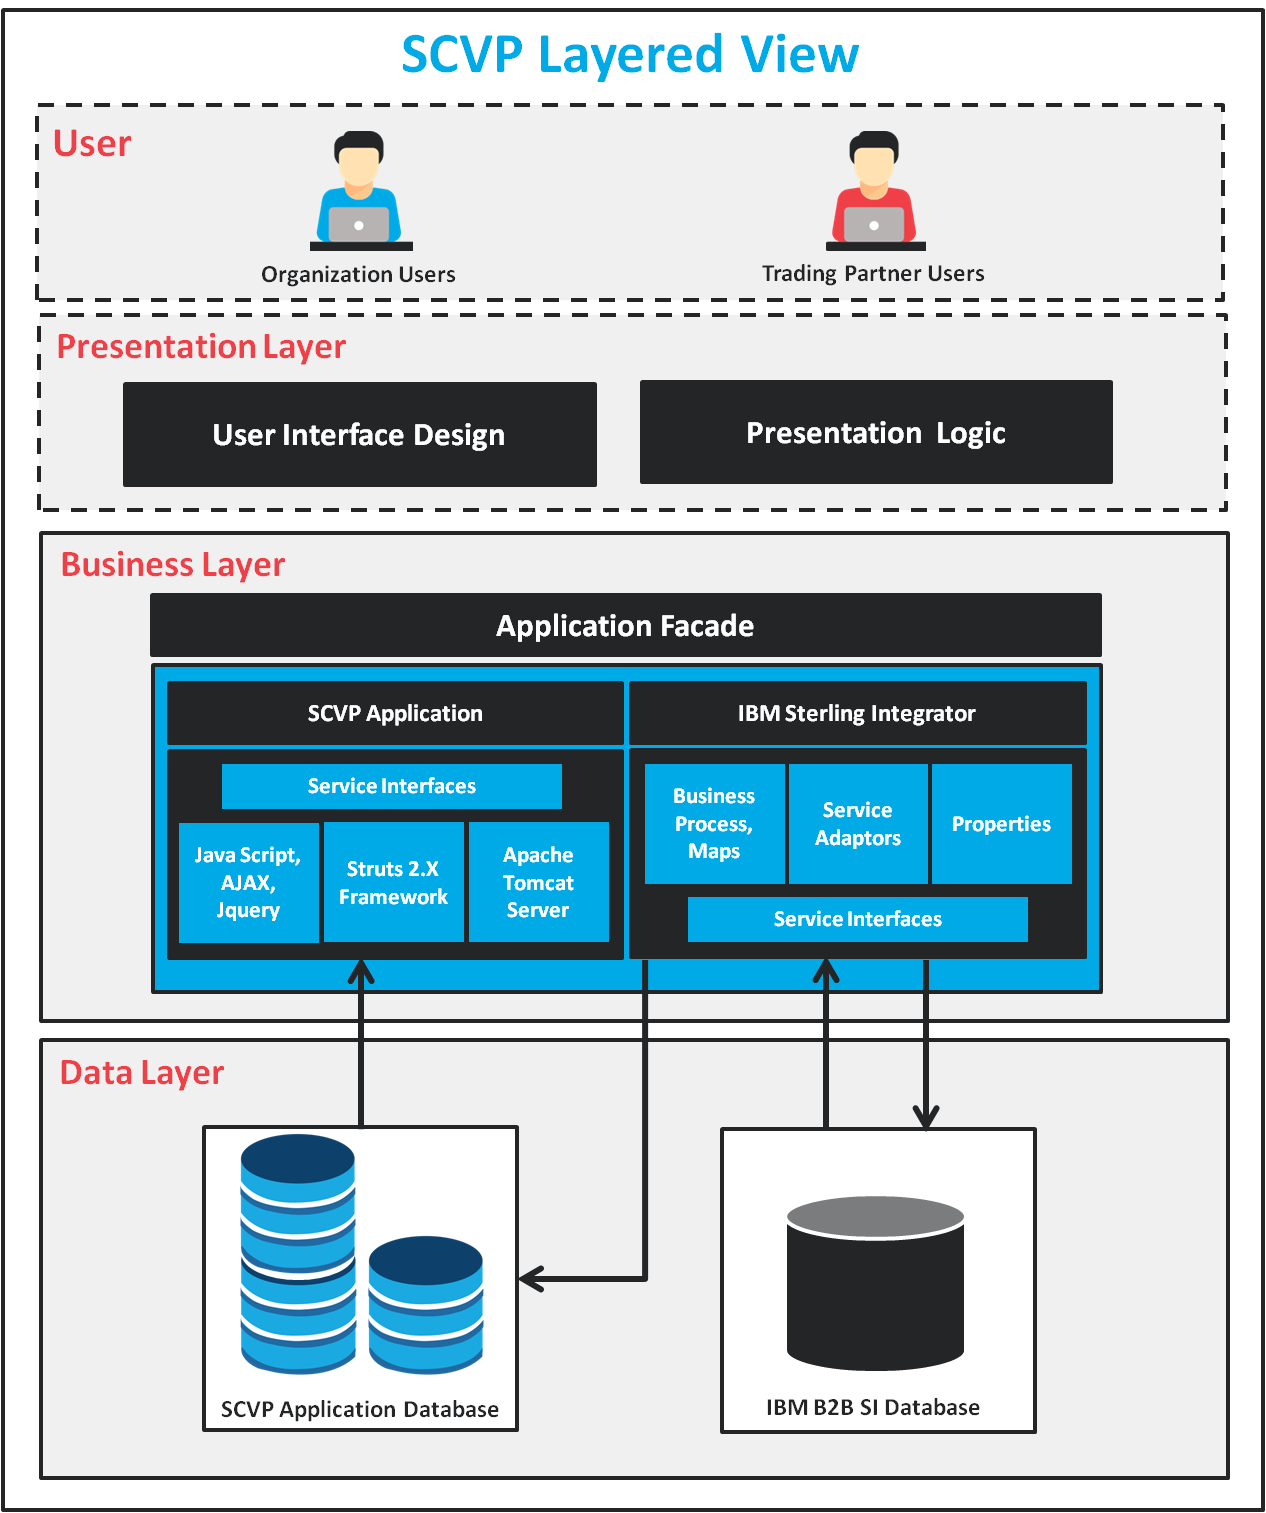 SCVP Layered View
User
Organization Users
Trading Partner Users
Presentation Layer
User Interface Design
Presentation Logic
Business Layer
Application Facade
SCVP Application
IBM Sterling Integrator
Service Interfaces
Java Script,
AJAX,
Jquery
Struts 2.X
Framework
Apache
Tomcat
Server
Business
Process,
Maps
Service
Adaptors
Properties
Service Interfaces
Data Layer
SCVP Application Database
IBM B2B SI Database